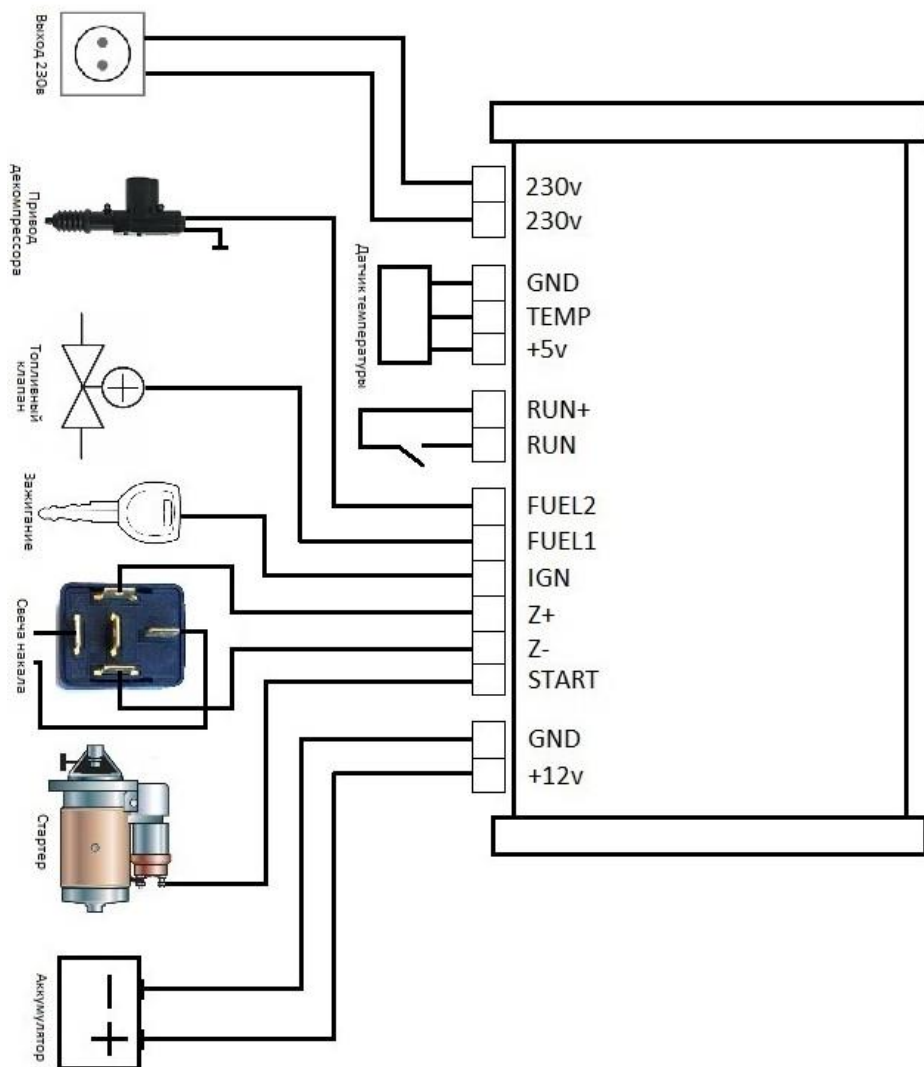 Выход 230в
Привод
декомпрессора
Топливный
клапан
Зажигание
Свеча накала
Стартер
Аккумулятор
Датчик температуры
230v
230v
GND
TEMP
+5v
RUN+
RUN
FUEL2
FUEL1
IGN
Z+
Z-
START
GND
+12v